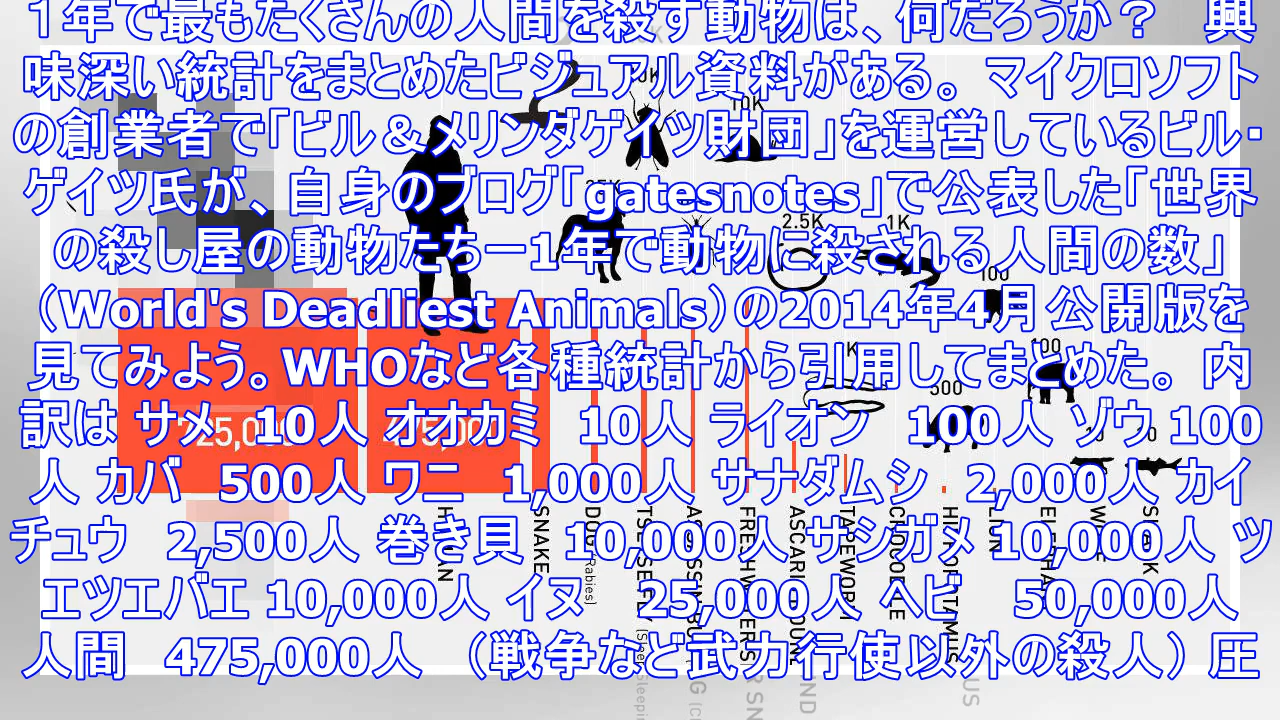 １年で最もたくさんの人間を殺す動物は、何だろうか？　興
味深い統計をまとめたビジュアル資料がある。 マイクロソフト
の創業者で「ビル＆メリンダゲイツ財団」を運営しているビル・
ゲイツ氏が、自身のブログ「gatesnotes」で公表した「世界
の殺し屋の動物たち－1年で動物に殺される人間の数」
（World's Deadliest Animals）の2014年4月公開版を
見てみよう。WHOなど各種統計から引用してまとめた。 内
訳は サメ　10人 オオカミ　10人 ライオン　100人 ゾウ 100
人 カバ　500人 ワニ　1,000人 サナダムシ　2,000人 カイ
チュウ　2,500人 巻き貝　10,000人 サシガメ 10,000人 ツ
エツエバエ 10,000人 イヌ　25,000人 ヘビ　50,000人
人間　475,000人　（戦争など武力行使以外の殺人） 圧
10K
2.5K
1K
100
100
500
SNAKE
DOG (Rabies)